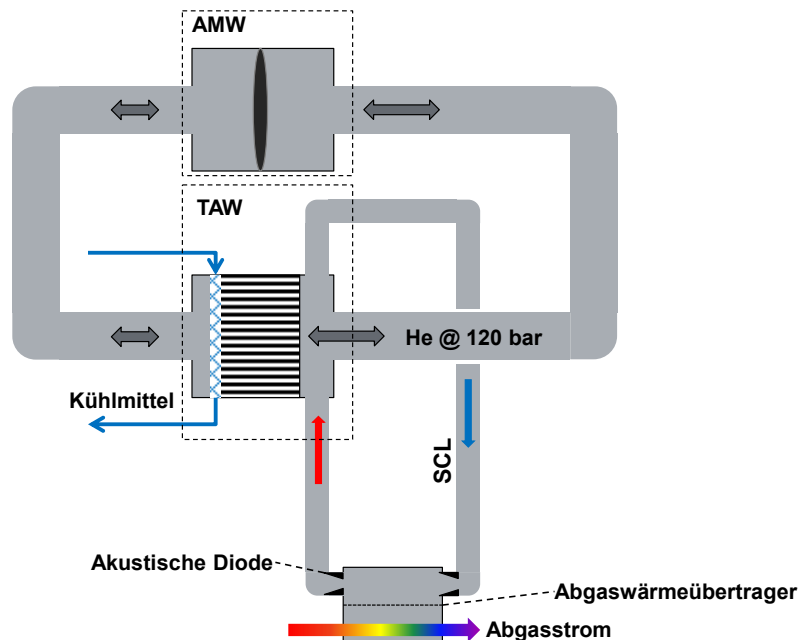 AMW
TAW
He @ 120 bar
Kühlmittel
SCL
Akustische Diode
Abgaswärmeübertrager
Abgasstrom